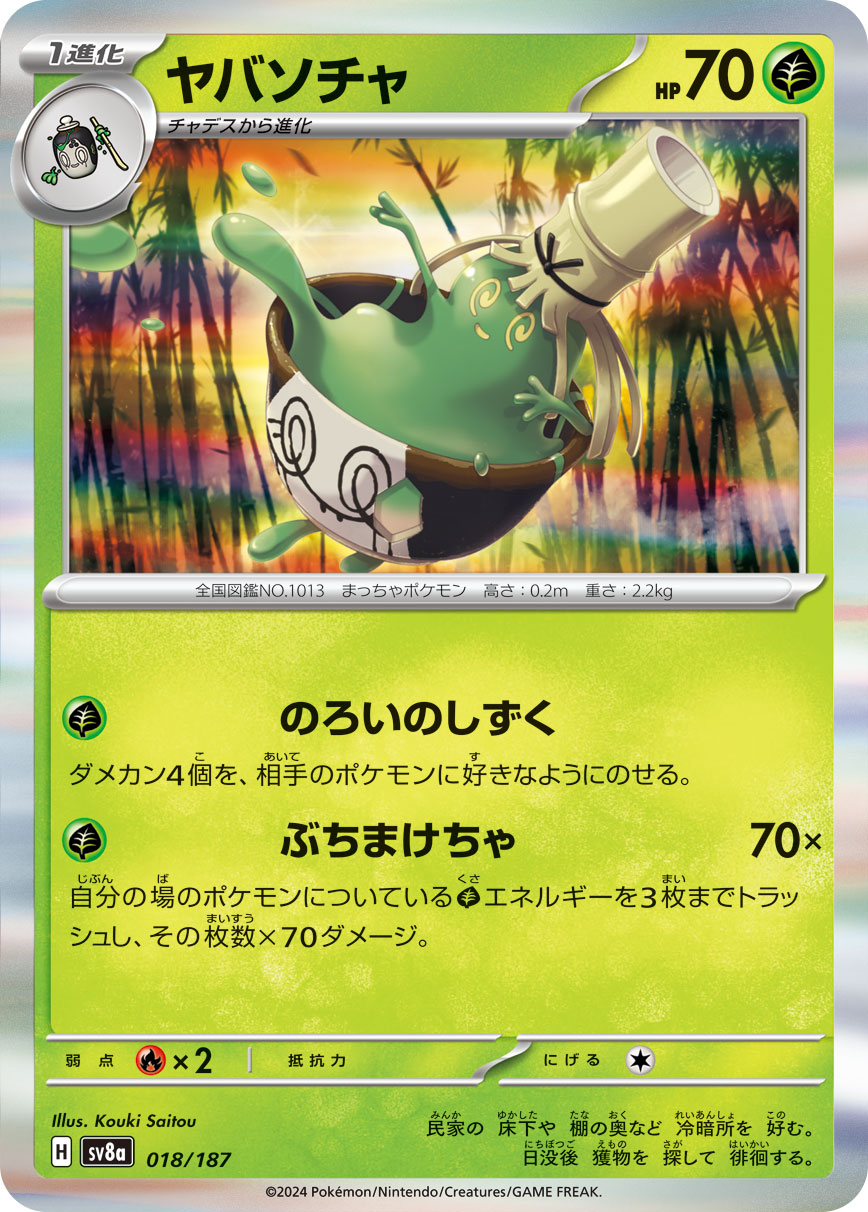 1進化
ヤバソチャ
HP70
チャデスから進化
全国図鑑NO.1013 まっちゃポケモン 高さ:0.2m 重さ:2.2kg
のろいのしずく
ダメカン4個を、相手のポケモンに好きなようにのせる。
ぶちまけちゃ 70×
自分の場のポケモンについているエネルギーを3枚までトラッ
シュし、その枚数×70ダメージ。
弱点 ×2 抵抗力 にげる
Illus. Kouki Saitou
民家の 床下や 棚の奥など 冷暗所を 好む。
日没後 獲物を 探して 徘徊する。
H sv8a 018/187
©2024 Pokémon/Nintendo/Creatures/GAME FREAK.